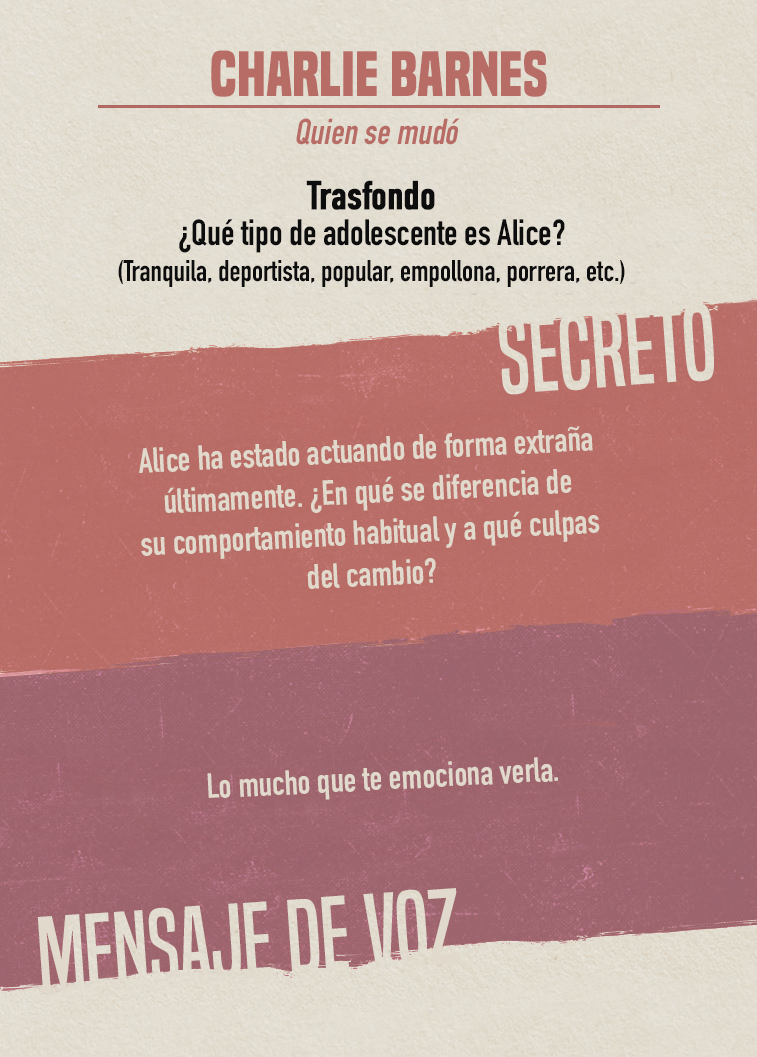 CHARLIE BARNES
Quien se mudó
Trasfondo
¿Qué tipo de adolescente es Alice?
(Tranquila, deportista, popular, empollona, porrera, etc.)
SECRETO
Alice ha estado actuando de forma extraña
últimamente. ¿En qué se diferencia de
su comportamiento habitual y a qué culpas
del cambio?
Lo mucho que te emociona verla.
MENSAJE DE VOZ